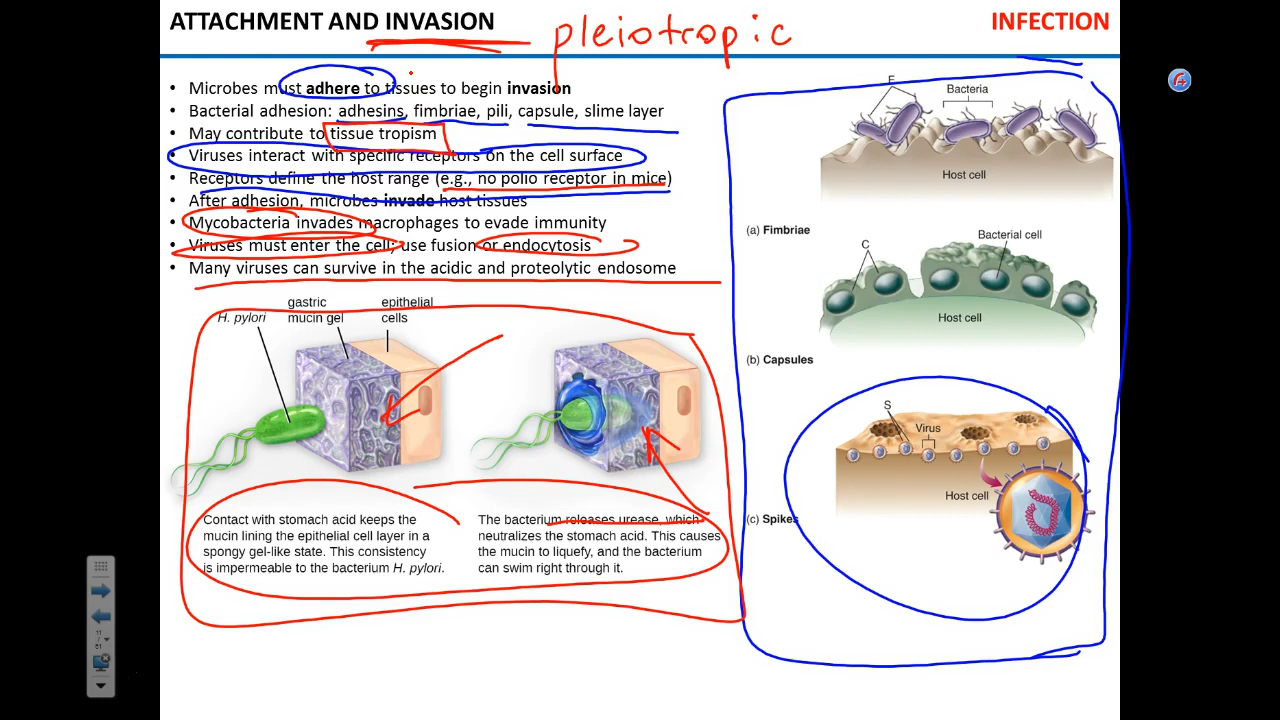 ATTACHMENT AND INVASION
pleiotropic
INFECTION
• Microbes must adhere to tissues to begin invasion
• Bacterial adhesion: adhesins, fimbriae, pili, capsule, slime layer
• May contribute to tissue tropism
• Viruses interact with specific receptors on the cell surface
• Receptors define the host range (e.g., no polio receptor in mice)
• After adhesion, microbes invade host tissues
• Mycobacteria invades macrophages to evade immunity
• Viruses must enter the cell; use fusion or endocytosis
• Many viruses can survive in the acidic and proteolytic endosome
H. pylori
gastric
mucin gel
epithelial
cells
Contact with stomach acid keeps the
mucin lining the epithelial cell layer in a
spongy gel-like state. This consistency
is impermeable to the bacterium H. pylori.
The bacterium releases urease, which
neutralizes the stomach acid. This causes
the mucin to liquefy, and the bacterium
can swim right through it.
F
Bacteria
Host cell
(a) Fimbriae
C
Bacterial cell
Host cell
(b) Capsules
S
Virus
Host cell
(c) Spikes
11
/
51